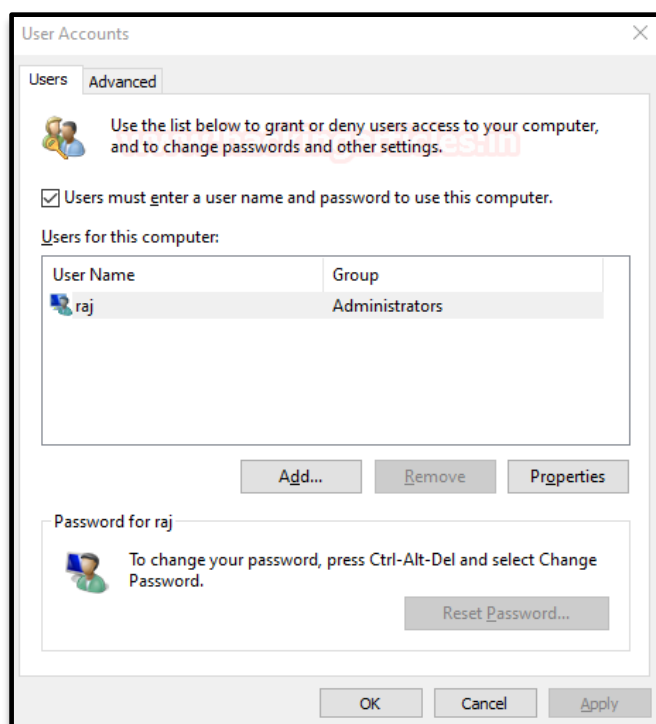 User Accounts
Users
Advanced
Use the list below to grant or deny users access to your computer,
and to change passwords and other settings.
Users must enter a user name and password to use this computer.
Users for this computer:
User Name Group
raj Administrators
Add... Remove Properties
Password for raj
To change your password, press Ctrl-Alt-Del and select Change
Password.
Reset Password...
OK Cancel Apply